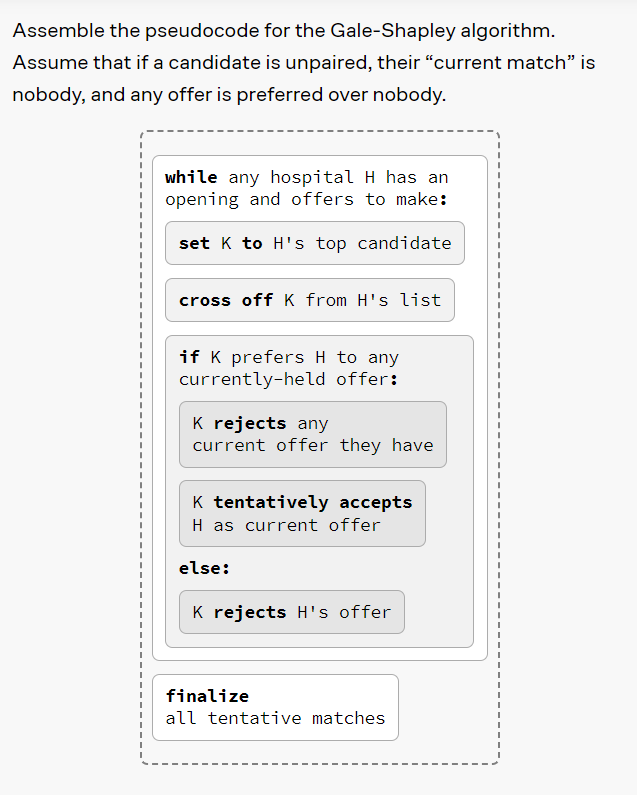 Assemble the pseudocode for the Gale-Shapley algorithm.
Assume that if a candidate is unpaired, their “current match” is
nobody, and any offer is preferred over nobody.
while any hospital H has an
opening and offers to make:
set K to H's top candidate
cross off K from H's list
if K prefers H to any
currently-held offer:
K rejects any
current offer they have
K tentatively accepts
H as current offer
else:
K rejects H's offer
finalize
all tentative matches